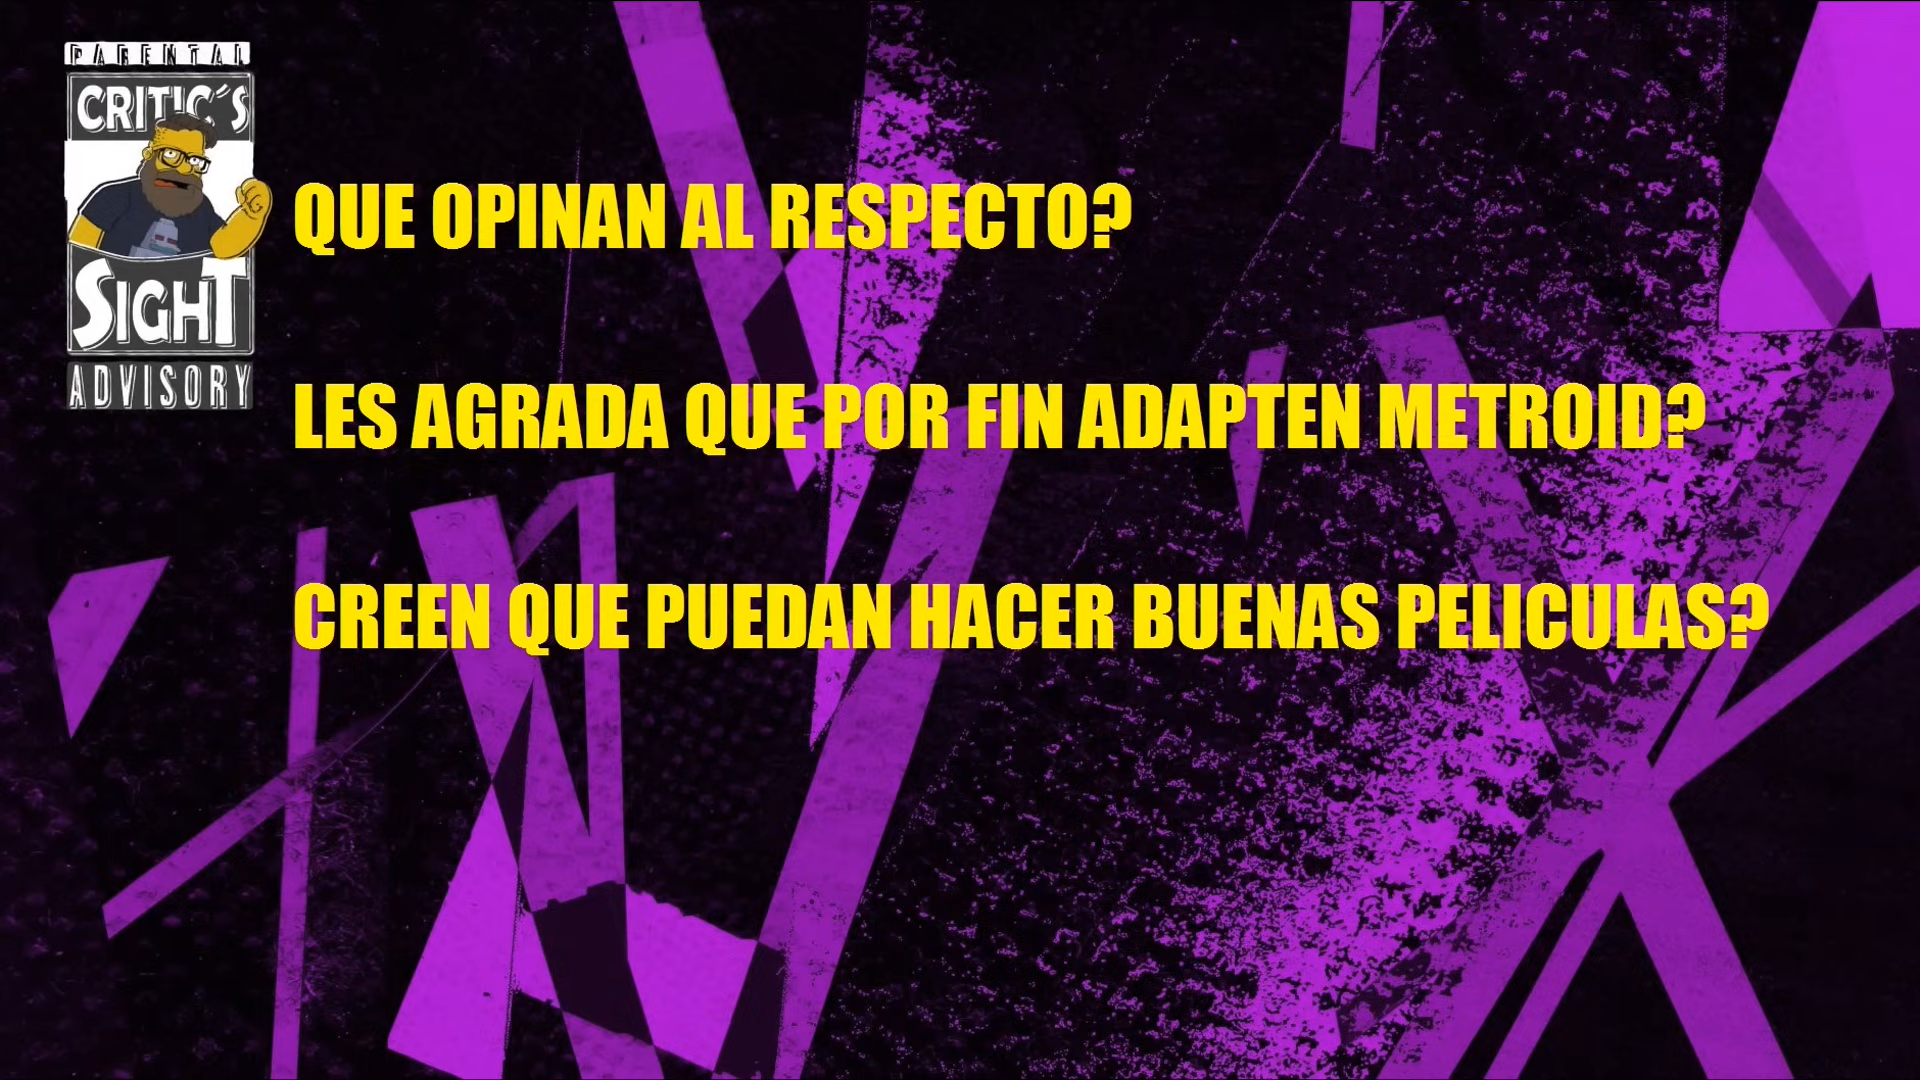 PARENTAL
CRITIC´S
SIGHT
ADVISORY
QUE OPINAN AL RESPECTO?
LES AGRADA QUE POR FIN ADAPTEN METROID?
CREEN QUE PUEDAN HACER BUENAS PELICULAS?